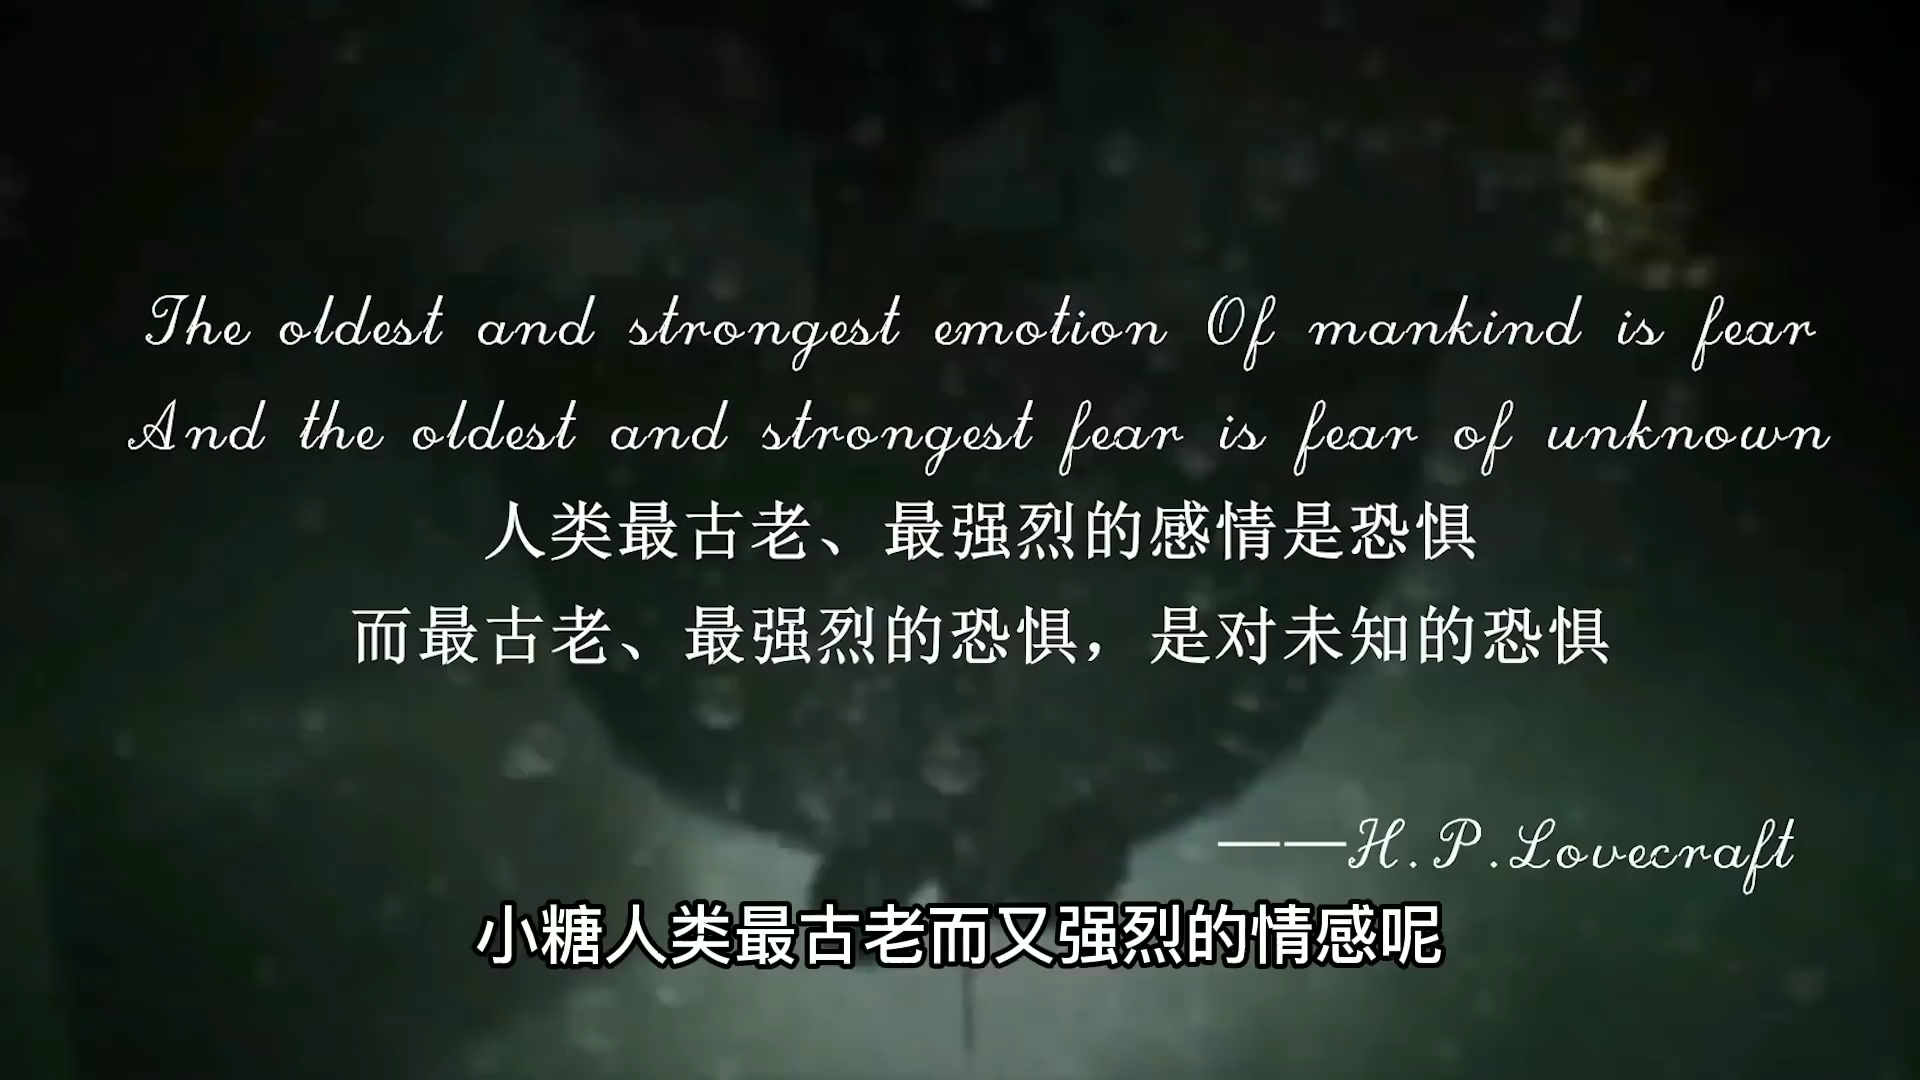 The oldest and strongest emotion Of mankind is fear
And the oldest and strongest fear is fear of unknown
人类最古老、最强烈的感情是恐惧
而最古老、最强烈的恐惧，是对未知的恐惧
——H.P.Lovecraft
小糖人类最古老而又强烈的情感呢